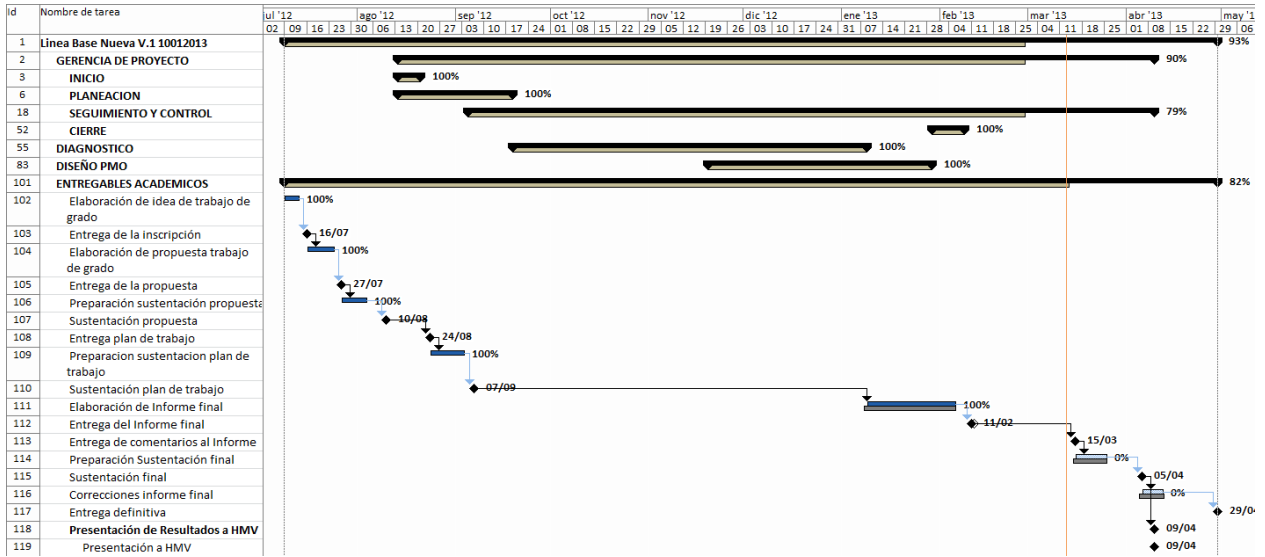 Id Nombre de tarea jul '12 ago '12 sep '12 oct '12 nov '12 dic '12 ene '13 feb '13 mar '13 abr '13 may '1
02 09 16 23 30 06 13 20 27 03 10 17 24 01 08 15 22 29 05 12 19 26 03 10 17 24 31 07 14 21 28 04 11 18 25 04 11 18 25 01 08 15 22 29 06
1 Linea Base Nueva V.1 10012013 93%
2 GERENCIA DE PROYECTO 90%
3 INICIO 100%
6 PLANEACION 100%
18 SEGUIMIENTO Y CONTROL 79%
52 CIERRE 100%
55 DIAGNOSTICO 100%
83 DISEÑO PMO 100%
101 ENTREGABLES ACADEMICOS 82%
102 Elaboración de idea de trabajo de 100%
grado
103 Entrega de la inscripción 16/07
104 Elaboración de propuesta trabajo 100%
de grado
105 Entrega de la propuesta 27/07
106 Preparación sustentación propuesta 100%
107 Sustentación propuesta 10/08
108 Entrega plan de trabajo 24/08
109 Preparacion sustentacion plan de 100%
trabajo
110 Sustentación plan de trabajo 07/09
111 Elaboración de Informe final 100%
112 Entrega del Informe final 11/02
113 Entrega de comentarios al Informe 15/03
114 Preparación Sustentación final 0%
115 Sustentación final 05/04
116 Correcciones informe final 0%
117 Entrega definitiva 29/04
118 Presentación de Resultados a HMV 09/04
119 Presentación a HMV 09/04